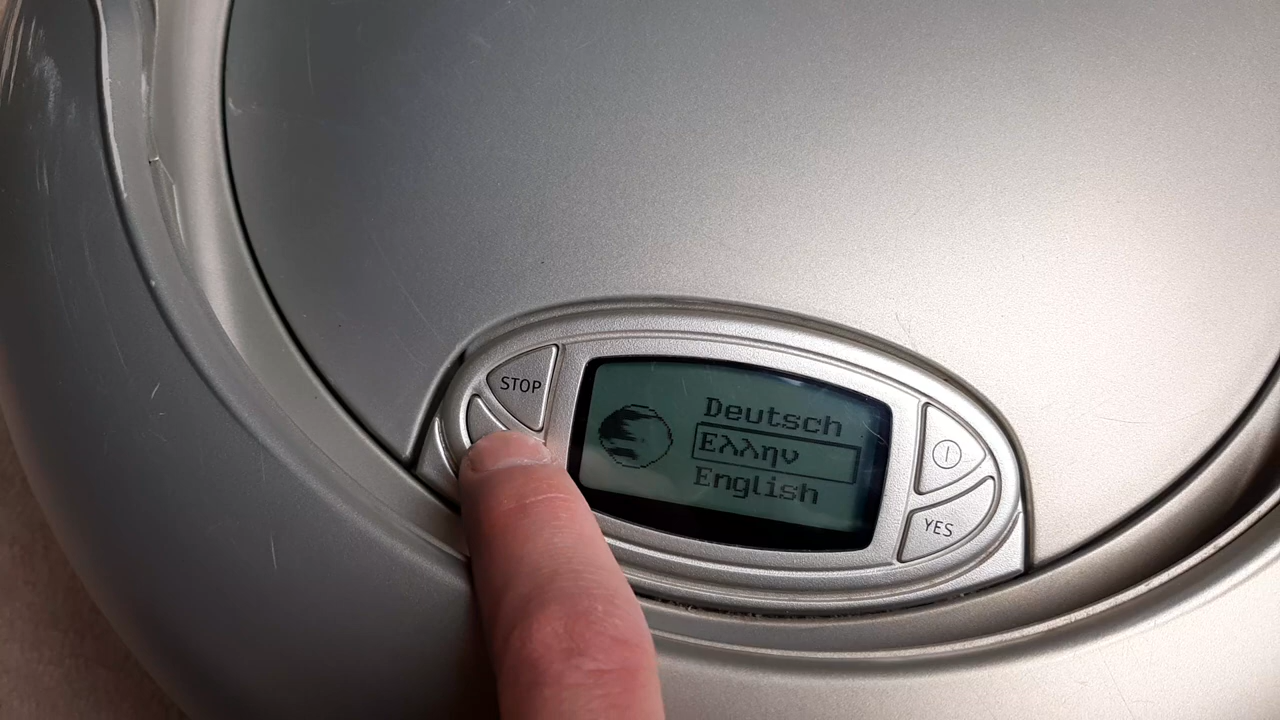 STOP
Deutsch
Ελλην
English
YES